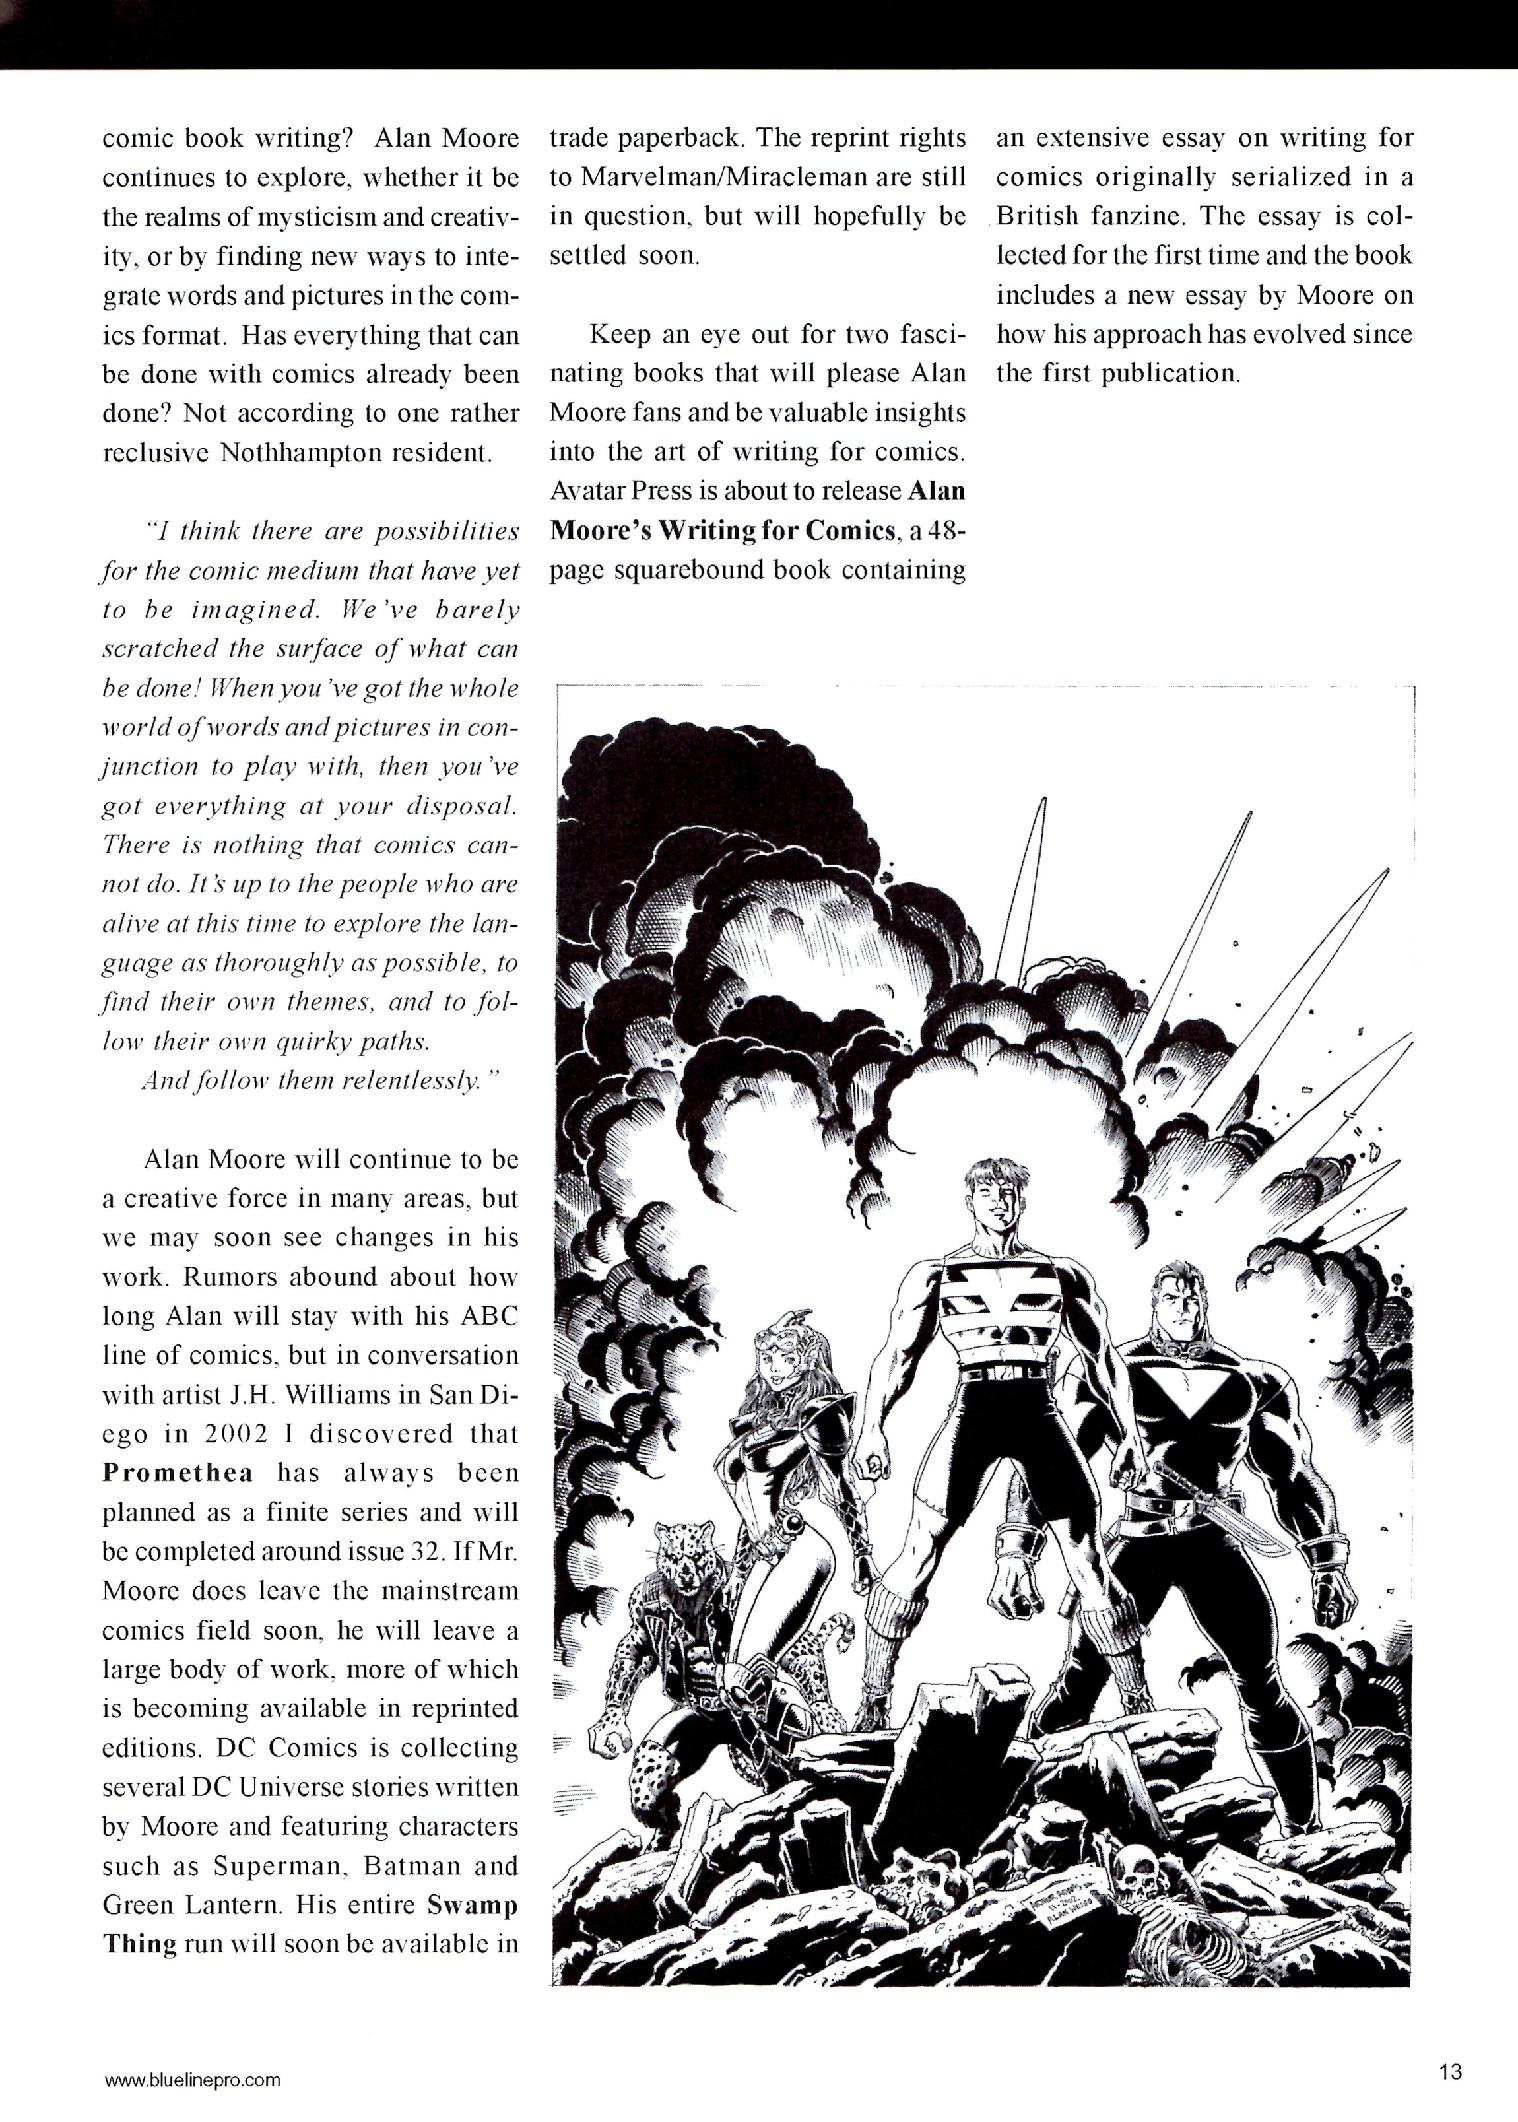 comic book writing? Alan Moore
continues to explore, whether it be
the realms of mysticism and creativ-
ity, or by finding new ways to inte-
grate words and pictures in the com-
ics format. Has everything that can
be done with comics already been
done? Not according to one rather
reclusive Nothhampton resident.
"I think there are possibilities
for the comic medium that have yet
to be imagined. We've barely
scratched the surface of what can
be done! When you've got the whole
world of words and pictures in con-
junction to play with, then you've
got everything at your disposal.
There is nothing that comics can-
not do. It's up to the people who are
alive at this time to explore the lan-
guage as thoroughly as possible, to
find their own themes, and to fol-
low their own quirky paths.
And follow them relentlessly."
Alan Moore will continue to be
a creative force in many areas, but
we may soon see changes in his
work. Rumors abound about how
long Alan will stay with his ABC
line of comics, but in conversation
with artist J.H. Williams in San Di-
ego in 2002 I discovered that
Promethea has always been
planned as a finite series and will
be completed around issue 32. If Mr.
Moore does leave the mainstream
comics field soon, he will leave a
large body of work, more of which
is becoming available in reprinted
editions. DC Comics is collecting
several DC Universe stories written
by Moore and featuring characters
such as Superman, Batman and
Green Lantern. His entire Swamp
Thing run will soon be available in
trade paperback. The reprint rights
to Marvelman/Miracleman are still
in question, but will hopefully be
settled soon.
Keep an eye out for two fasci-
nating books that will please Alan
Moore fans and be valuable insights
into the art of writing for comics.
Avatar Press is about to release Alan
Moore's Writing for Comics, a 48-
page squarebound book containing
an extensive essay on writing for
comics originally serialized in a
British fanzine. The essay is col-
lected for the first time and the book
includes a new essay by Moore on
how his approach has evolved since
the first publication.
www.bluelinepro.com
13